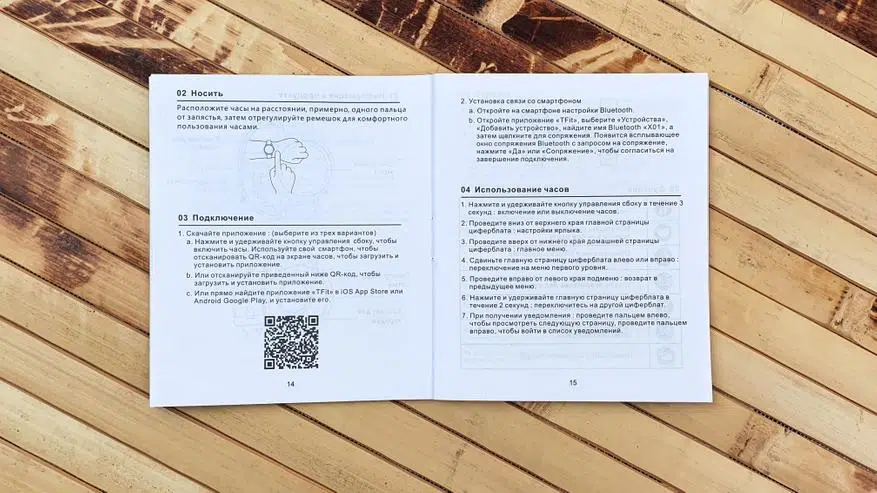 02 Носить
Расположите часы на расстоянии, примерно, одного пальца
от запястья, затем отрегулируйте ремешок для комфортного
пользования часами.
03 Подключение
1. Скачайте приложение : (выберите из трех вариантов)
a. Нажмите и удерживайте кнопку управления сбоку, чтобы
включить часы. Используйте свой смартфон, чтобы
отсканировать QR-код на экране часов, чтобы загрузить и
установить приложение.
b. Или отсканируйте приведенный ниже QR-код, чтобы
загрузить и установить приложение.
c. Или прямо найдите приложение «TFit» в iOS App Store или
Android Google Play, и установите его.
14
2. Установка связи со смартфоном
a. Откройте на смартфоне настройки Bluetooth.
b. Откройте приложение «TFit», выберите «Устройства»,
«Добавить устройство», найдите имя Bluetooth «X01», а
затем щелкните для сопряжения. Появится всплывающее
окно сопряжения Bluetooth с запросом на сопряжение,
нажмите «Да» или «Сопряжение», чтобы согласиться на
завершение подключения.
04 Использование часов
1. Нажмите и удерживайте кнопку управления сбоку в течение 3
секунд : включение или выключение часов.
2. Проведите вниз от верхнего края главной страницы
циферблата : настройки ярлыка.
3. Проведите вверх от нижнего края домашней страницы
циферблата : главное меню.
4. Сдвиньте главную страницу циферблата влево или вправо :
переключение на меню первого уровня.
5. Проведите вправо от левого края подменю : возврат в
предыдущее меню.
6. Нажмите и удерживайте главную страницу циферблата в
течение 2 секунд : переключитесь на другой циферблат.
7. При получении уведомления : проведите пальцем влево,
чтобы просмотреть следующую страницу, проведите пальцем
вправо, чтобы войти в список уведомлений.
15